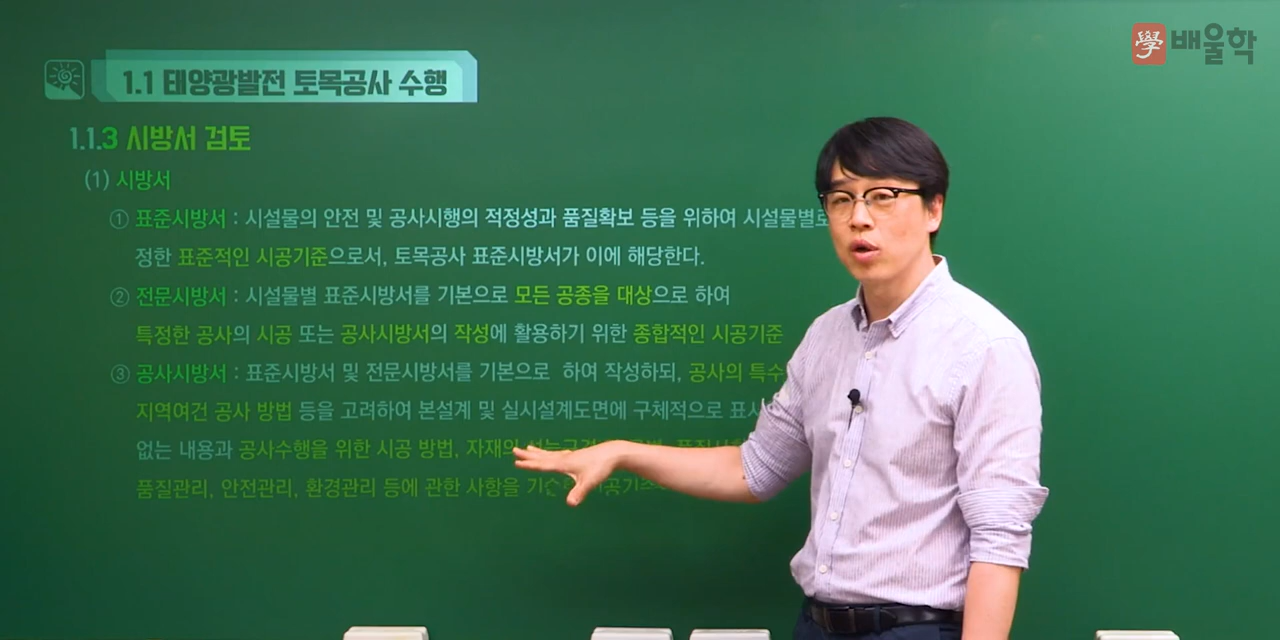 學 배울학
1.1 태양광발전 토목공사 수행
1.1.3 시방서 검토
(1) 시방서
① 표준시방서 : 시설물의 안전 및 공사시행의 적정성과 품질확보 등을 위하여 시설물별로
정한 표준적인 시공기준으로서, 토목공사 표준시방서가 이에 해당한다.
② 전문시방서 : 시설물별 표준시방서를 기본으로 모든 공종을 대상으로 하여
특정한 공사의 시공 또는 공사시방서의 작성에 활용하기 위한 종합적인 시공기준
③ 공사시방서 : 표준시방서 및 전문시방서를 기본으로 하여 작성하되, 공사의 특수
지역여건 공사 방법 등을 고려하여 본설계 및 실시설계도면에 구체적으로 표시
없는 내용과 공사수행을 위한 시공 방법, 자재의
품질관리, 안전관리, 환경관리 등에 관한 사항을